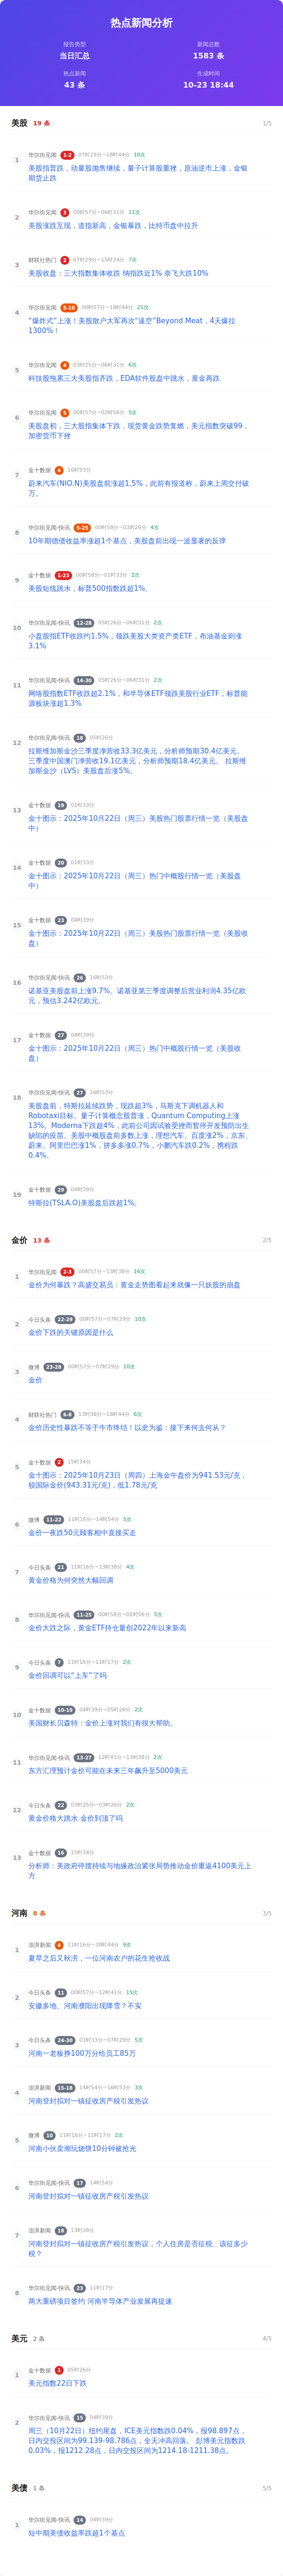 热点新闻分析
报告类型
当日汇总
新闻总数
1583 条
热点新闻
43 条
生成时间
10-23 18:44
美股 19 条 1/5
1
华尔街见闻 1-2 07时29分~18时44分 10次
美股指普跌，动量股抛售继续，量子计算股重挫，原油逆市上涨，金银
期货止跌
2
华尔街见闻 3 00时57分~06时31分 11次
美股涨跌互现，道指新高，金银暴跌，比特币盘中拉升
3
财联社热门 2 07时29分~15时34分 7次
美股收盘：三大指数集体收跌 纳指跌近1% 奈飞大跌10%
4
华尔街见闻 5-10 00时57分~18时44分 21次
“爆炸式”上涨！美股散户大军再次“逼空”Beyond Meat，4天爆拉
1300%！
5
华尔街见闻 4 03时25分~06时31分 6次
科技股拖累三大美股指齐跌，EDA软件股盘中跳水，黄金再跌
6
华尔街见闻 5 00时57分~02时56分 5次
美股盘初，三大股指集体下跌，现货黄金跌势复燃，美元指数突破99，
加密货币下挫
7
金十数据 4 16时53分
蔚来汽车(NIO.N)美股盘前涨超1.5%，此前有报道称，蔚来上周交付破
万。
8
华尔街见闻-快讯 5-25 00时58分~03时26分 4次
10年期德债收益率涨超1个基点，美股盘前出现一波显著的反弹
9
金十数据 1-23 00时58分~01时33分 2次
美股短线跳水，标普500指数跌超1%。
10
华尔街见闻-快讯 12-28 05时26分~06时31分 2次
小盘股指ETF收跌约1.5%，领跌美股大类资产类ETF，布油基金则涨
3.1%
11
华尔街见闻-快讯 14-30 05时26分~06时31分 2次
网络股指数ETF收跌超2.1%，和半导体ETF领跌美股行业ETF，标普能
源板块涨超1.3%
12
华尔街见闻-快讯 18 05时26分
拉斯维加斯金沙三季度净营收33.3亿美元，分析师预期30.4亿美元。
三季度中国澳门净营收19.1亿美元，分析师预期18.4亿美元。 拉斯维
加斯金沙（LVS）美股盘后涨5%。
13
金十数据 19 01时33分
金十图示：2025年10月22日（周三）美股热门股票行情一览（美股盘
中）
14
金十数据 20 01时33分
金十图示：2025年10月22日（周三）热门中概股行情一览（美股盘
中）
15
金十数据 23 04时39分
金十图示：2025年10月22日（周三）美股热门股票行情一览（美股收
盘）
16
华尔街见闻-快讯 26 16时53分
诺基亚美股盘前上涨9.7%。诺基亚第三季度调整后营业利润4.35亿欧
元，预估3.242亿欧元。
17
金十数据 27 04时39分
金十图示：2025年10月22日（周三）热门中概股行情一览（美股收
盘）
18
华尔街见闻-快讯 27 16时53分
美股盘前，特斯拉延续跌势，现跌超3%，马斯克下调机器人和
Robotaxi目标。量子计算概念股普涨，Quantum Computing上涨
13%。Moderna下跌超4%，此前公司因试验受挫而暂停开发预防出生
缺陷的疫苗。美股中概股盘前多数上涨，理想汽车、百度涨2%，京东、
蔚来、阿里巴巴涨1%，拼多多涨0.7%，小鹏汽车跌0.2%，携程跌
0.4%。
19
金十数据 29 04时39分
特斯拉(TSLA.O)美股盘后跌超1%。
金价 13 条 2/5
1
华尔街见闻 2-3 00时57分~13时38分 16次
金价为何暴跌？高盛交易员：黄金走势图看起来就像一只妖股的崩盘
2
今日头条 22-29 00时57分~07时29分 10次
金价下跌的关键原因是什么
3
微博 23-28 00时57分~07时29分 10次
金价
4
财联社热门 6-8 13时38分~18时44分 6次
金价历史性暴跌不等于牛市终结！以史为鉴：接下来何去何从？
5
金十数据 2 15时34分
金十图示：2025年10月23日（周四）上海金午盘价为941.53元/克，
较国际金价(943.31元/克)，低1.78元/克
6
微博 11-22 11时16分~14时54分 5次
金价一夜跌50元顾客相中直接买走
7
今日头条 21 11时16分~13时39分 4次
黄金价格为何突然大幅回调
8
华尔街见闻-快讯 11-25 00时58分~02时56分 3次
金价大跌之际，黄金ETF持仓量创2022年以来新高
9
今日头条 7 11时16分~11时17分 2次
金价回调可以“上车”了吗
10
金十数据 10-19 04时39分~05时26分 2次
美国财长贝森特：金价上涨对我们有很大帮助。
11
华尔街见闻-快讯 13-27 12时41分~13时38分 2次
东方汇理预计金价可能在未来三年飙升至5000美元
12
今日头条 22 03时25分~03时26分 2次
黄金价格大跳水 金价到顶了吗
13
金十数据 16 15时34分
分析师：美政府停摆持续与地缘政治紧张局势推动金价重返4100美元上
方
河南 8 条 3/5
1
澎湃新闻 4 11时16分~18时44分 9次
夏旱之后又秋涝，一位河南农户的花生抢收战
2
今日头条 11 00时57分~12时41分 15次
安徽多地、河南濮阳出现降雪？不实
3
今日头条 24-30 01时33分~07时29分 5次
河南一老板挣100万分给员工85万
4
澎湃新闻 15-18 14时54分~16时53分 3次
河南登封拟对一镇征收房产税引发热议
5
微博 10 11时16分~11时17分 2次
河南小伙卖潮玩烧饼10分钟被抢光
6
华尔街见闻-快讯 17 14时54分
河南登封拟对一镇征收房产税引发热议
7
澎湃新闻 18 13时38分
河南登封拟对一镇征收房产税引发热议，个人住房是否征税、该征多少
税？
8
华尔街见闻-快讯 23 11时17分
两大重磅项目签约 河南半导体产业发展再提速
美元 2 条 4/5
1
金十数据 1 05时26分
美元指数22日下跌
2
华尔街见闻-快讯 15 04时39分
周三（10月22日）纽约尾盘，ICE美元指数跌0.04%，报98.897点，
日内交投区间为99.139-98.786点，全天冲高回落。 彭博美元指数跌
0.03%，报1212.28点，日内交投区间为1214.18-1211.38点。
美债 1 条 5/5
1
华尔街见闻-快讯 14 04时39分
短中期美债收益率跌超1个基点